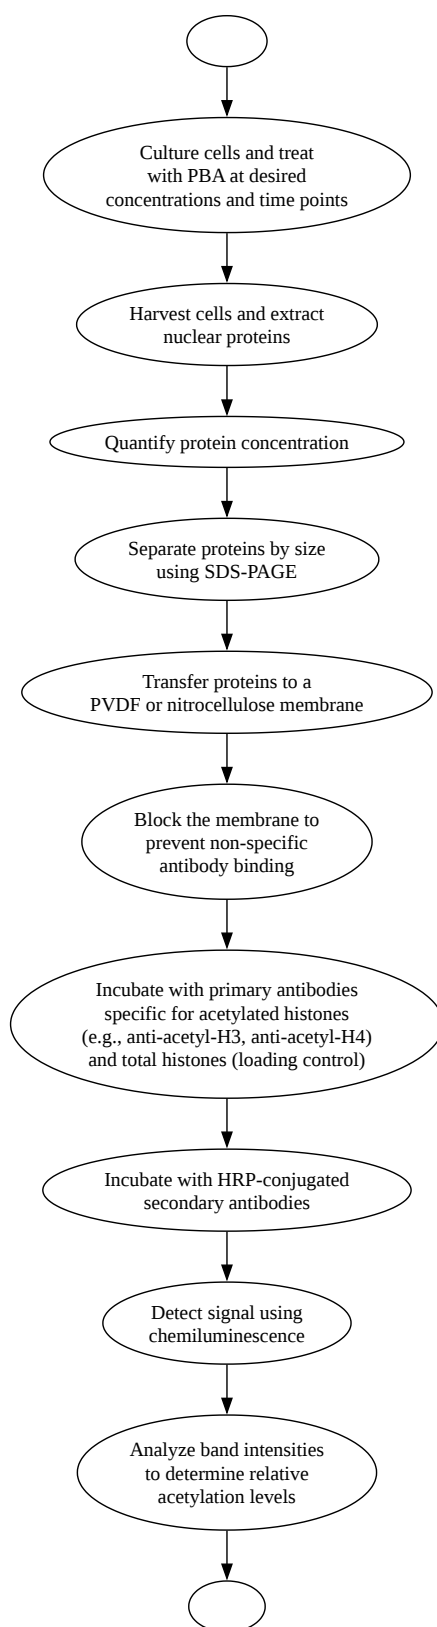 Culture cells and treat
with PBA at desired
concentrations and time points
Harvest cells and extract
nuclear proteins
Quantify protein concentration
Separate proteins by size
using SDS-PAGE
Transfer proteins to a
PVDF or nitrocellulose membrane
Block the membrane to
prevent non-specific
antibody binding
Incubate with primary antibodies
specific for acetylated histones
(e.g., anti-acetyl-H3, anti-acetyl-H4)
and total histones (loading control)
Incubate with HRP-conjugated
secondary antibodies
Detect signal using
chemiluminescence
Analyze band intensities
to determine relative
acetylation levels